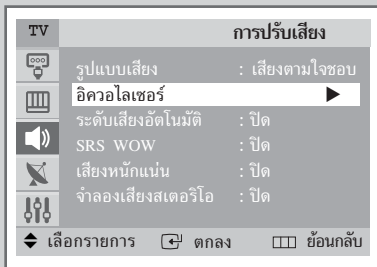 TV การปรับเสียง
รูปแบบเสียง : เสียงตามใจชอบ
อิควอไลเซอร์
ระดับเสียงอัตโนมัติ : ปิด
SRS WOW : ปิด
เสียงหนักแน่น : ปิด
จำลองเสียงสเตอริโอ : ปิด
เลือกรายการ ตกลง ย้อนกลับ